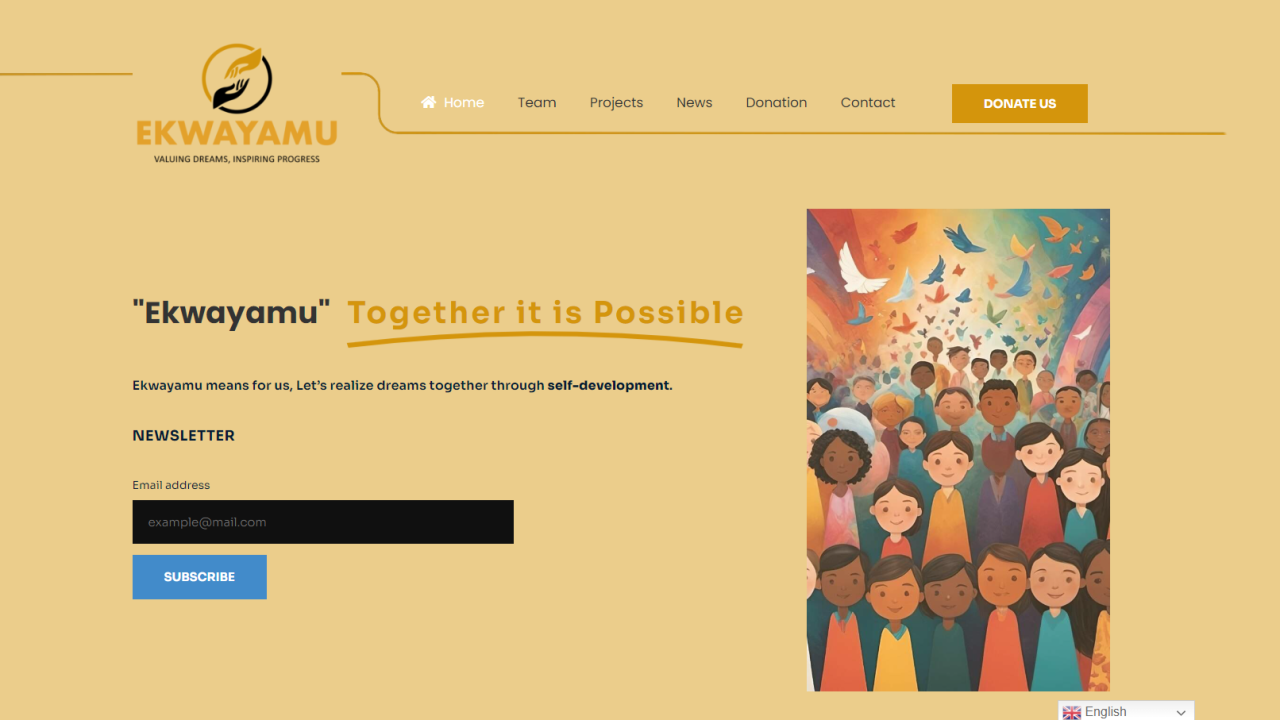 EKWAYAMU
VALUING DREAMS, INSPIRING PROGRESS
Home Team Projects News Donation Contact DONATE US
"Ekwayamu" Together it is Possible
Ekwayamu means for us, Let's realize dreams together through self-development.
NEWSLETTER
Email address
example@mail.com
SUBSCRIBE
English